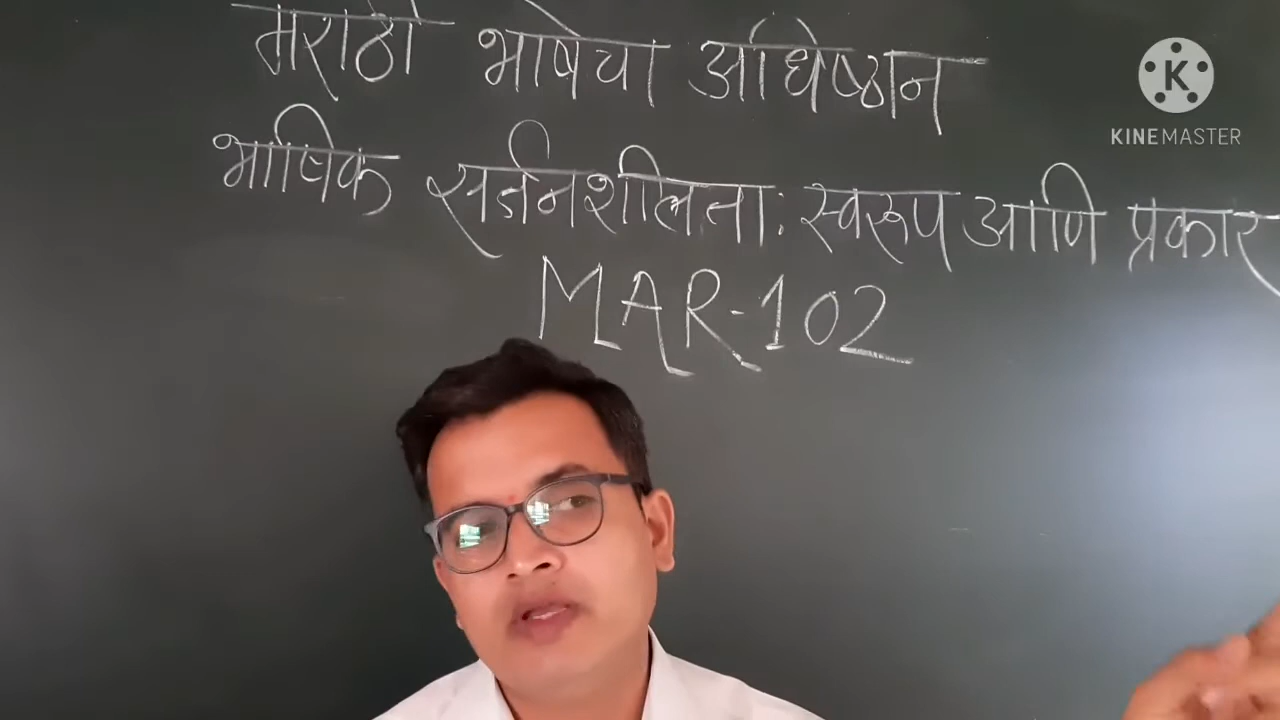 मराठी भाषेचा अधिष्ठान
भाषिक सर्जनशीलता: स्वरूप आणि प्रकार
MAR-102
K
KINEMASTER